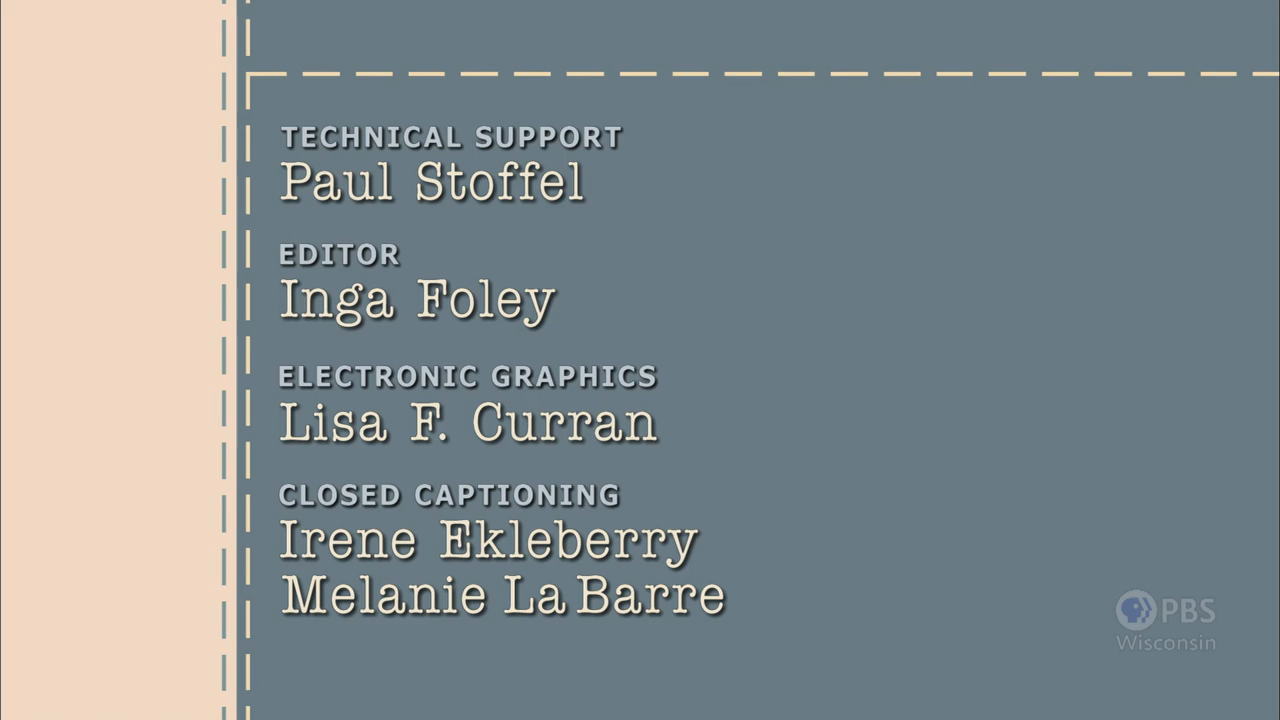 TECHNICAL SUPPORT
Paul Stoffel
EDITOR
Inga Foley
ELECTRONIC GRAPHICS
Lisa F. Curran
CLOSED CAPTIONING
Irene Ekleberry
Melanie La Barre
PBS
Wisconsin